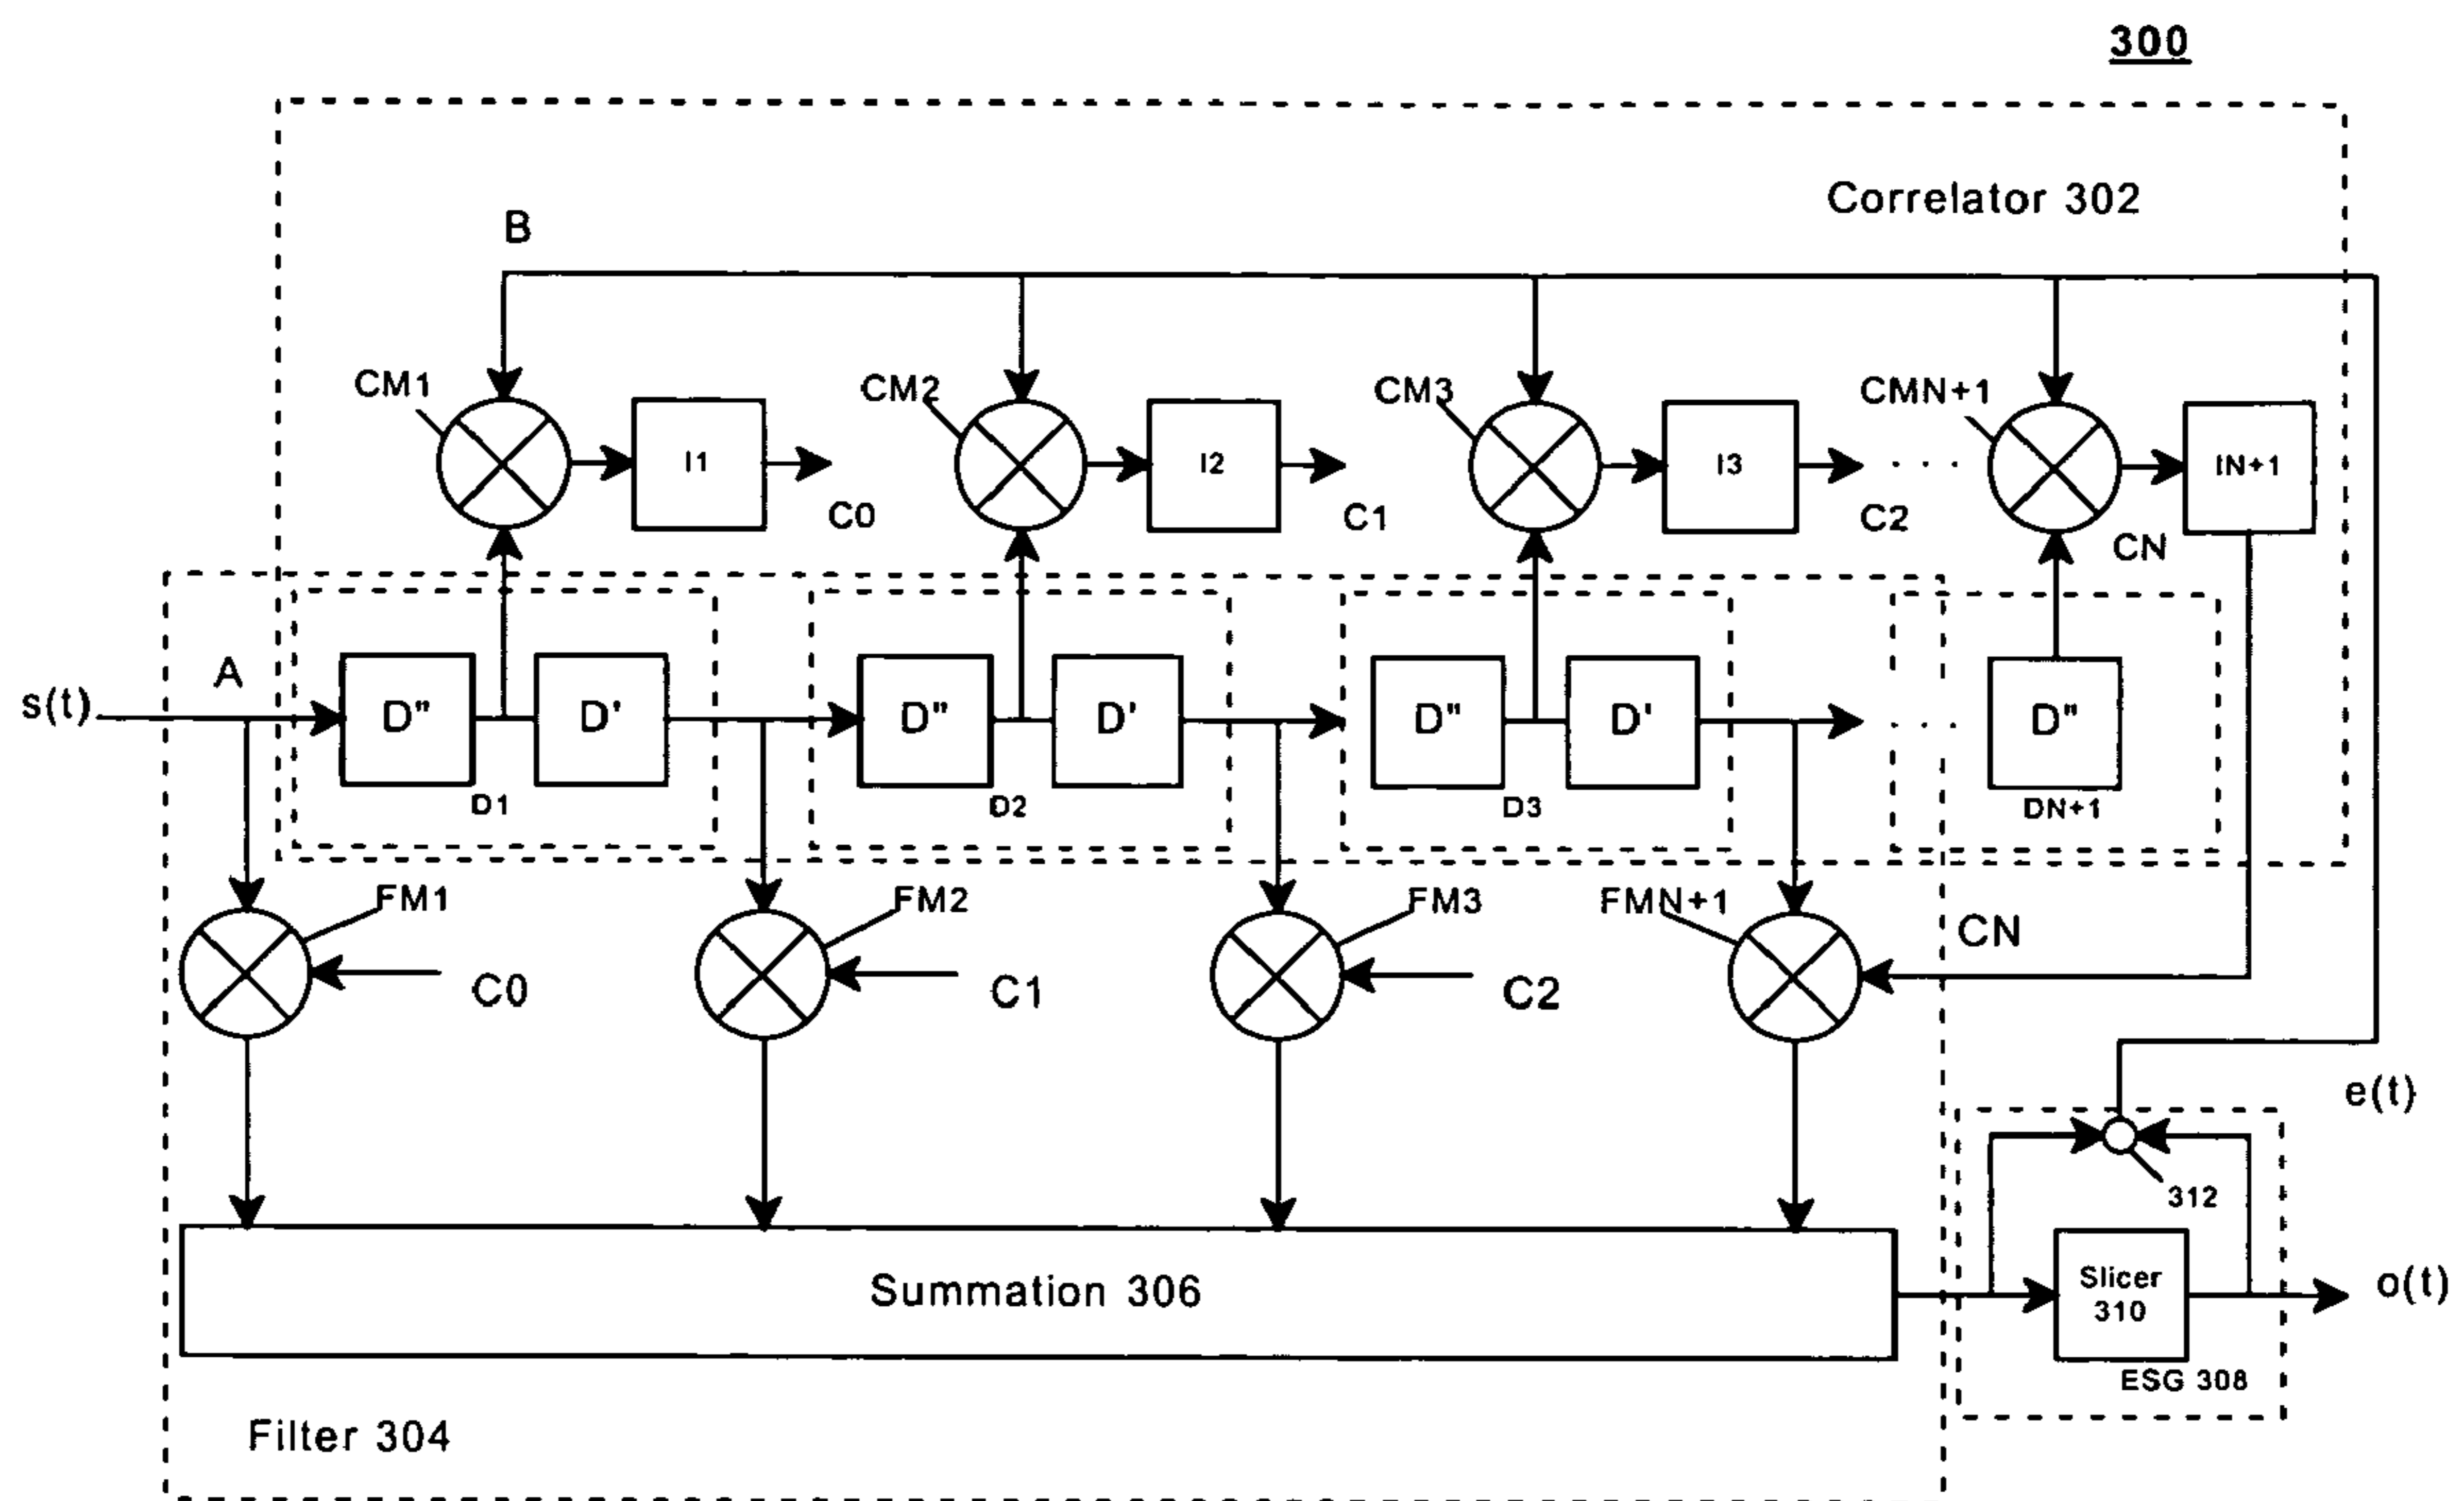 300
Correlator 302
B
CM1
CM2
CM3
CMN+1
I1
I2
I3
. . .
IN+1
C0
C1
C2
CN
A
s(t)
D"
D'
D"
D'
D"
D'
. . .
D"
D1
D2
D3
DN+1
FM1
FM2
FM3
FMN+1
CN
C0
C1
C2
e(t)
312
Summation 306
Slicer
310
o(t)
ESG 308
Filter 304